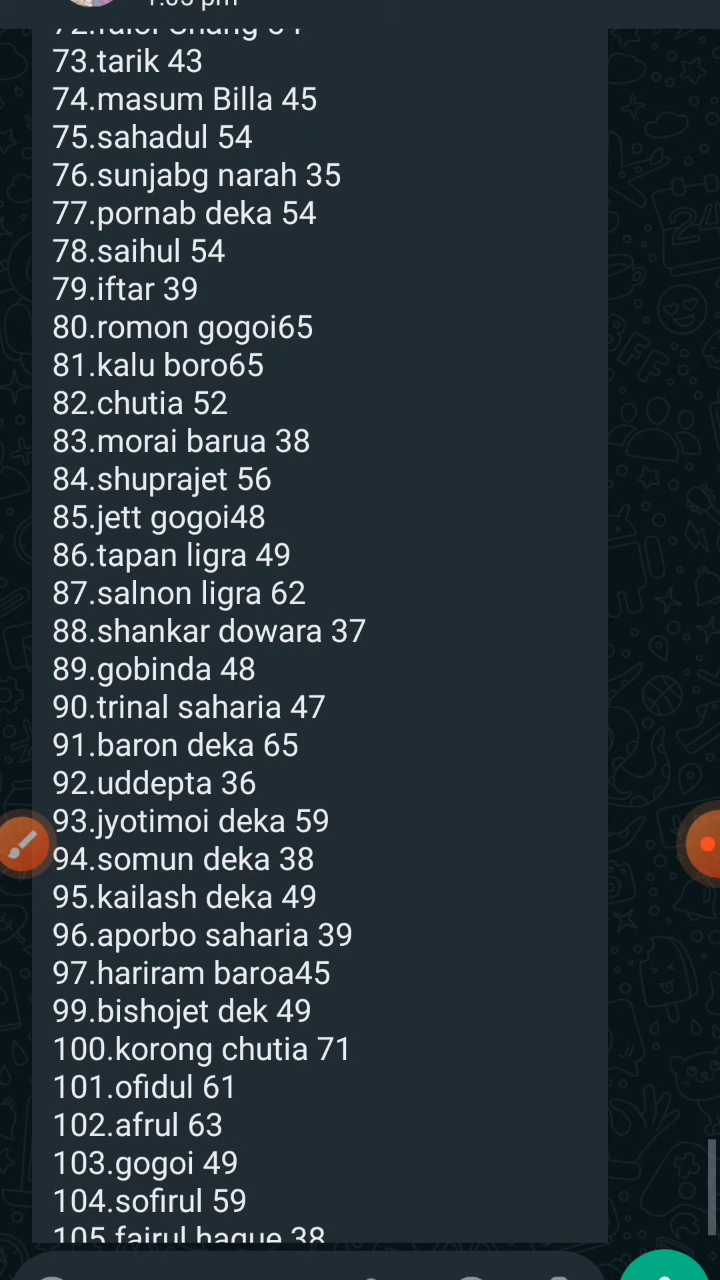 73.tarik 43
74.masum Billa 45
75.sahadul 54
76.sunjabg narah 35
77.pornab deka 54
78.saihul 54
79.iftar 39
80.romon gogoi65
81.kalu boro65
82.chutia 52
83.morai barua 38
84.shuprajet 56
85.jett gogoi48
86.tapan ligra 49
87.salnon ligra 62
88.shankar dowara 37
89.gobinda 48
90.trinal saharia 47
91.baron deka 65
92.uddepta 36
93.jyotimoi deka 59
94.somun deka 38
95.kailash deka 49
96.aporbo saharia 39
97.hariram baroa45
99.bishojet dek 49
100.korong chutia 71
101.ofidul 61
102.afrul 63
103.gogoi 49
104.sofirul 59
105.fairul haque 38